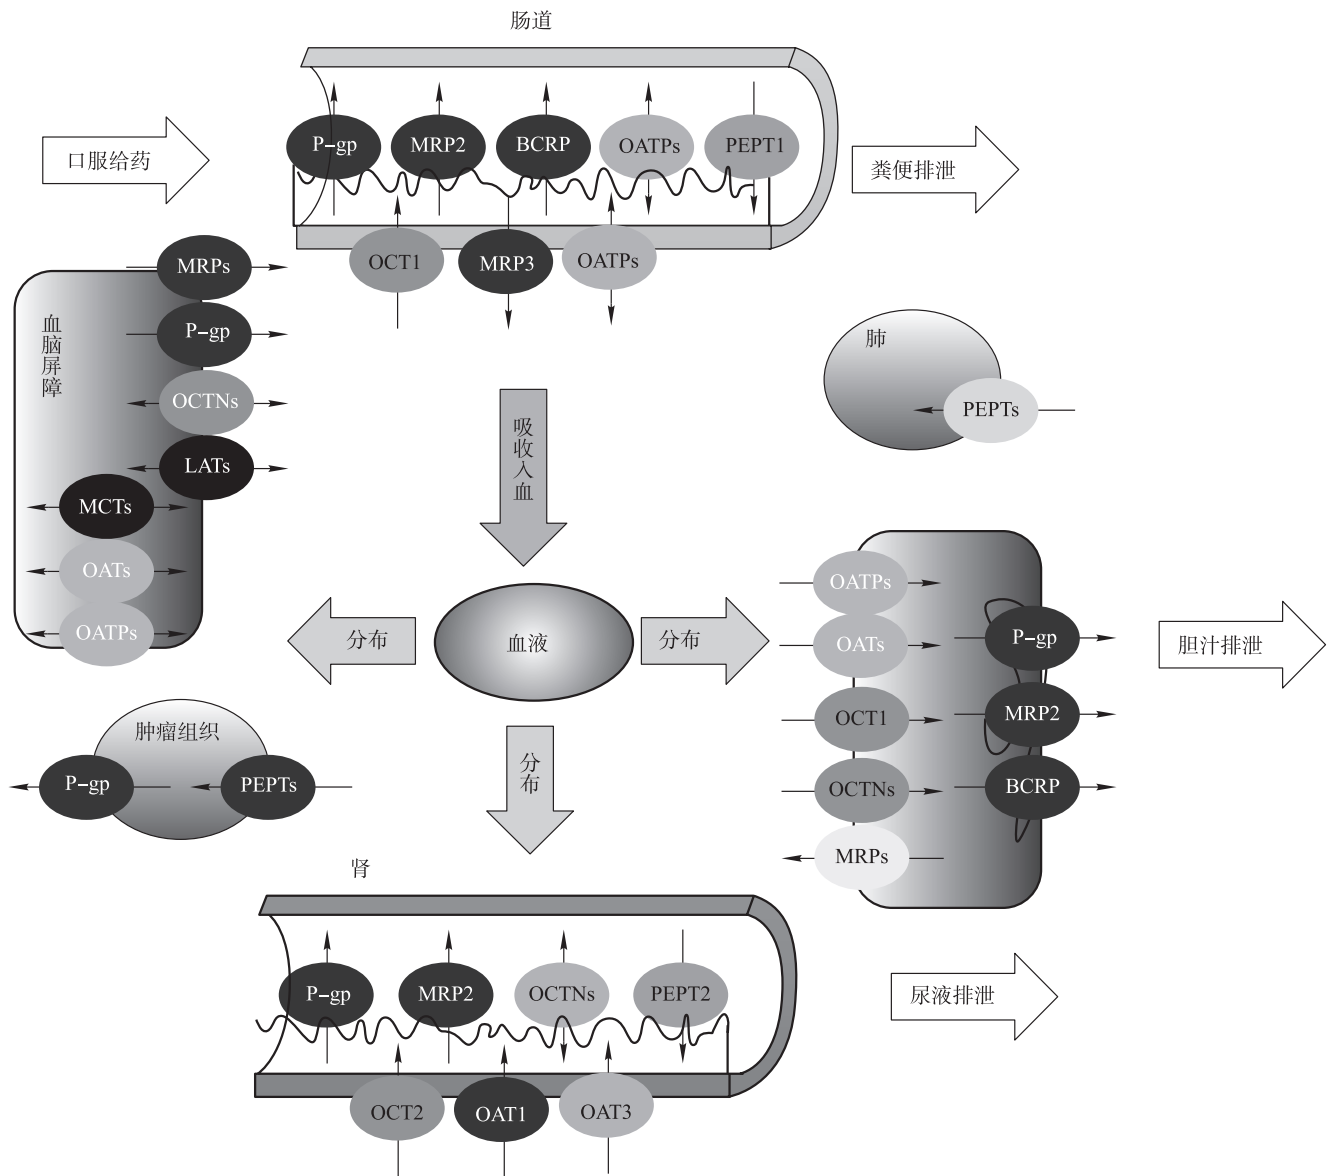 肠道
口服给药
P-gp
MRP2
BCRP
OATPs
PEPT1
粪便排泄
OCT1
MRP3
OATPs
血脑屏障
MRPs
P-gp
OCTNs
LATs
MCTs
OATs
OATPs
肺
PEPTs
吸收入血
分布
血液
分布
分布
OATPs
OATs
OCT1
OCTNs
MRPs
P-gp
MRP2
BCRP
胆汁排泄
肿瘤组织
P-gp
PEPTs
肾
P-gp
MRP2
OCTNs
PEPT2
尿液排泄
OCT2
OAT1
OAT3